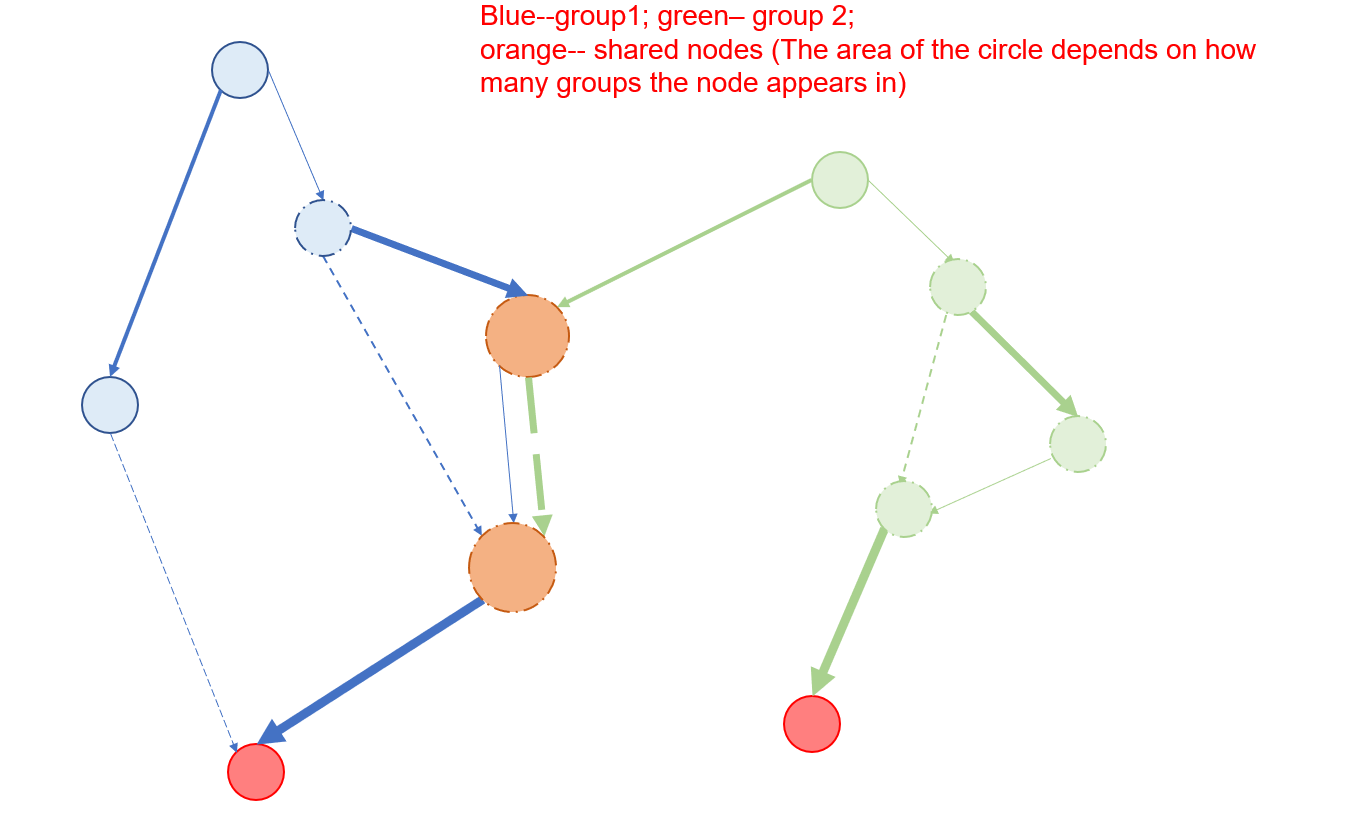 Blue--group1; green– group 2;
orange-- shared nodes (The area of the circle depends on how
many groups the node appears in)